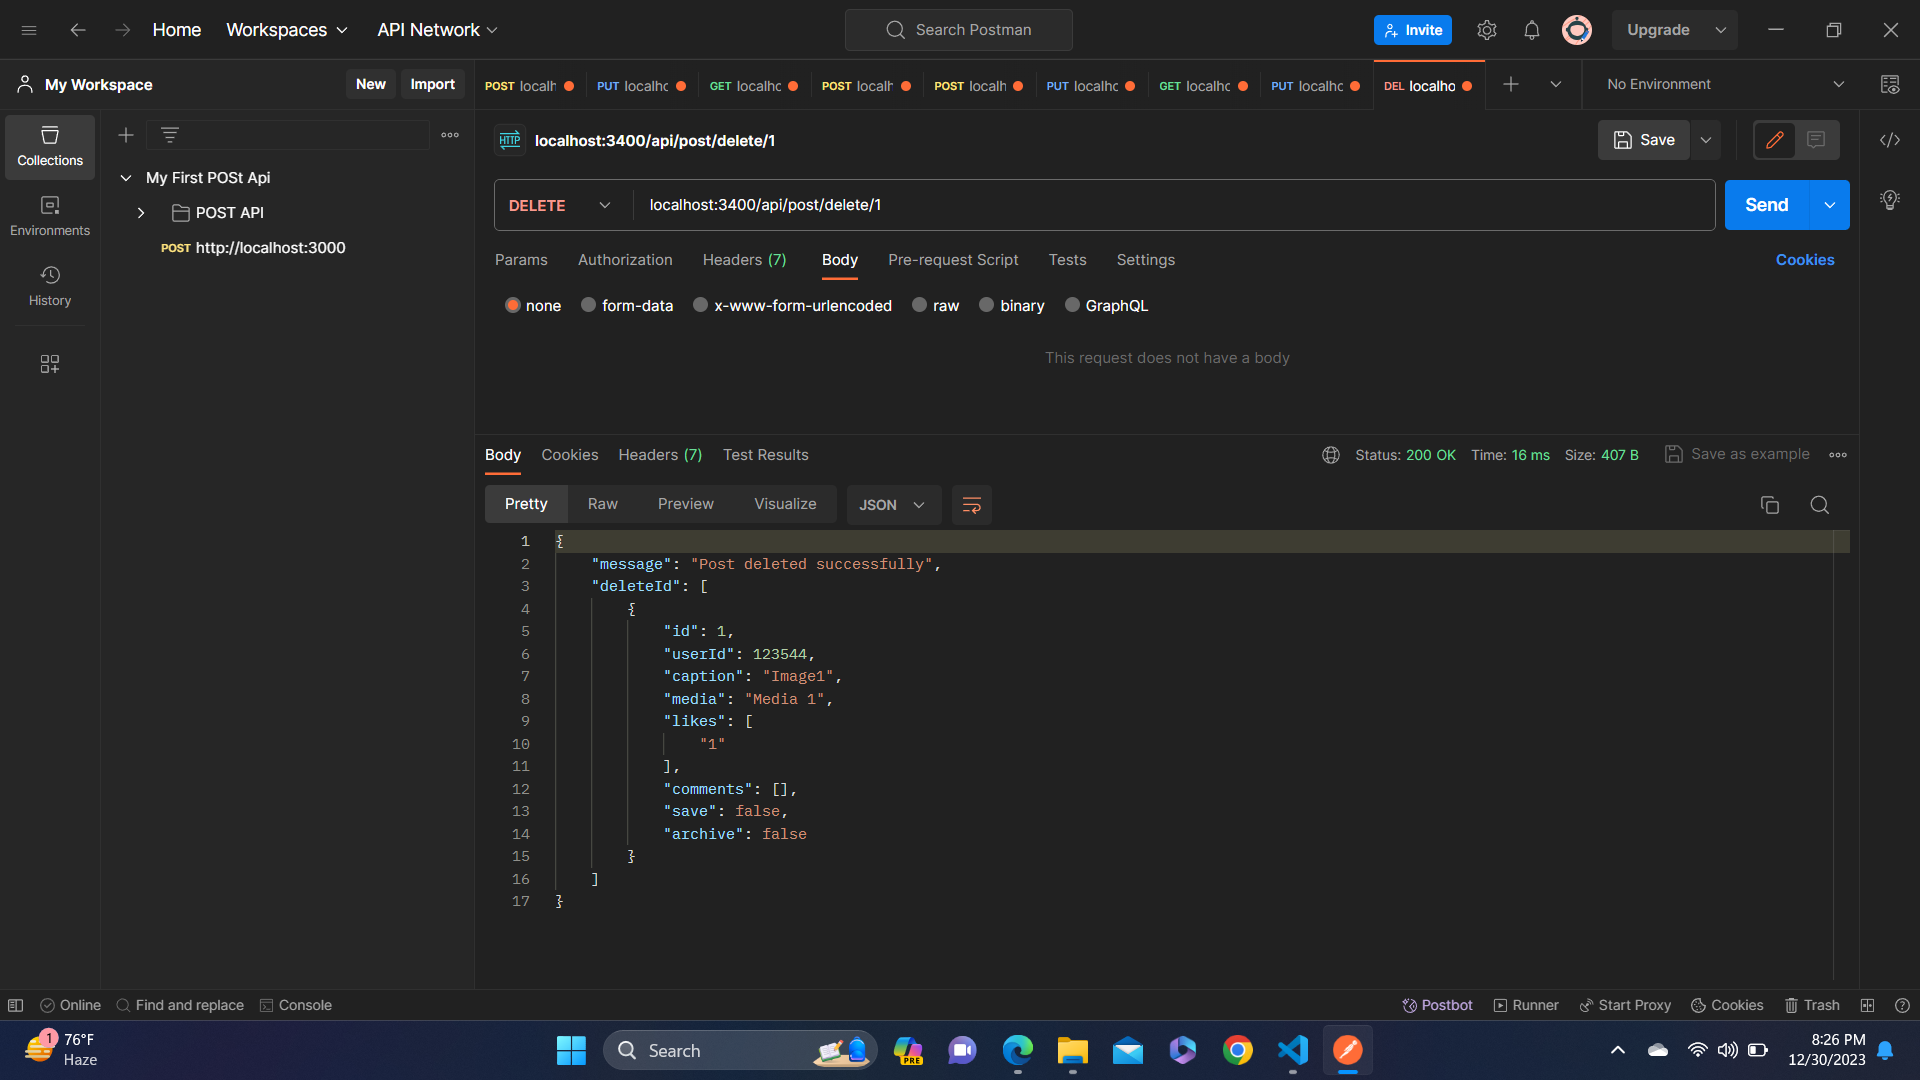 Home
Workspaces
API Network
Search Postman
Invite
Upgrade
My Workspace
New
Import
POST localh
PUT localhc
GET localhc
POST localh
POST localh
PUT localhc
GET localhc
PUT localhc
DEL localho
No Environment
Collections
Environments
History
My First POSt Api
POST API
POST http://localhost:3000
HTTP
localhost:3400/api/post/delete/1
Save
DELETE
localhost:3400/api/post/delete/1
Send
Params
Authorization
Headers (7)
Body
Pre-request Script
Tests
Settings
Cookies
none
form-data
x-www-form-urlencoded
raw
binary
GraphQL
This request does not have a body
Body
Cookies
Headers (7)
Test Results
Status: 200 OK
Time: 16 ms
Size: 407 B
Save as example
Pretty
Raw
Preview
Visualize
JSON
1 {
2 "message": "Post deleted successfully",
3 "deleteId": [
4 {
5 "id": 1,
6 "userId": 123544,
7 "caption": "Image1",
8 "media": "Media 1",
9 "likes": [
10 "1"
11 ],
12 "comments": [],
13 "save": false,
14 "archive": false
15 }
16 ]
17 }
Online
Find and replace
Console
Postbot
Runner
Start Proxy
Cookies
Trash
1
76°F
Haze
Search
PRE
8:26 PM
12/30/2023